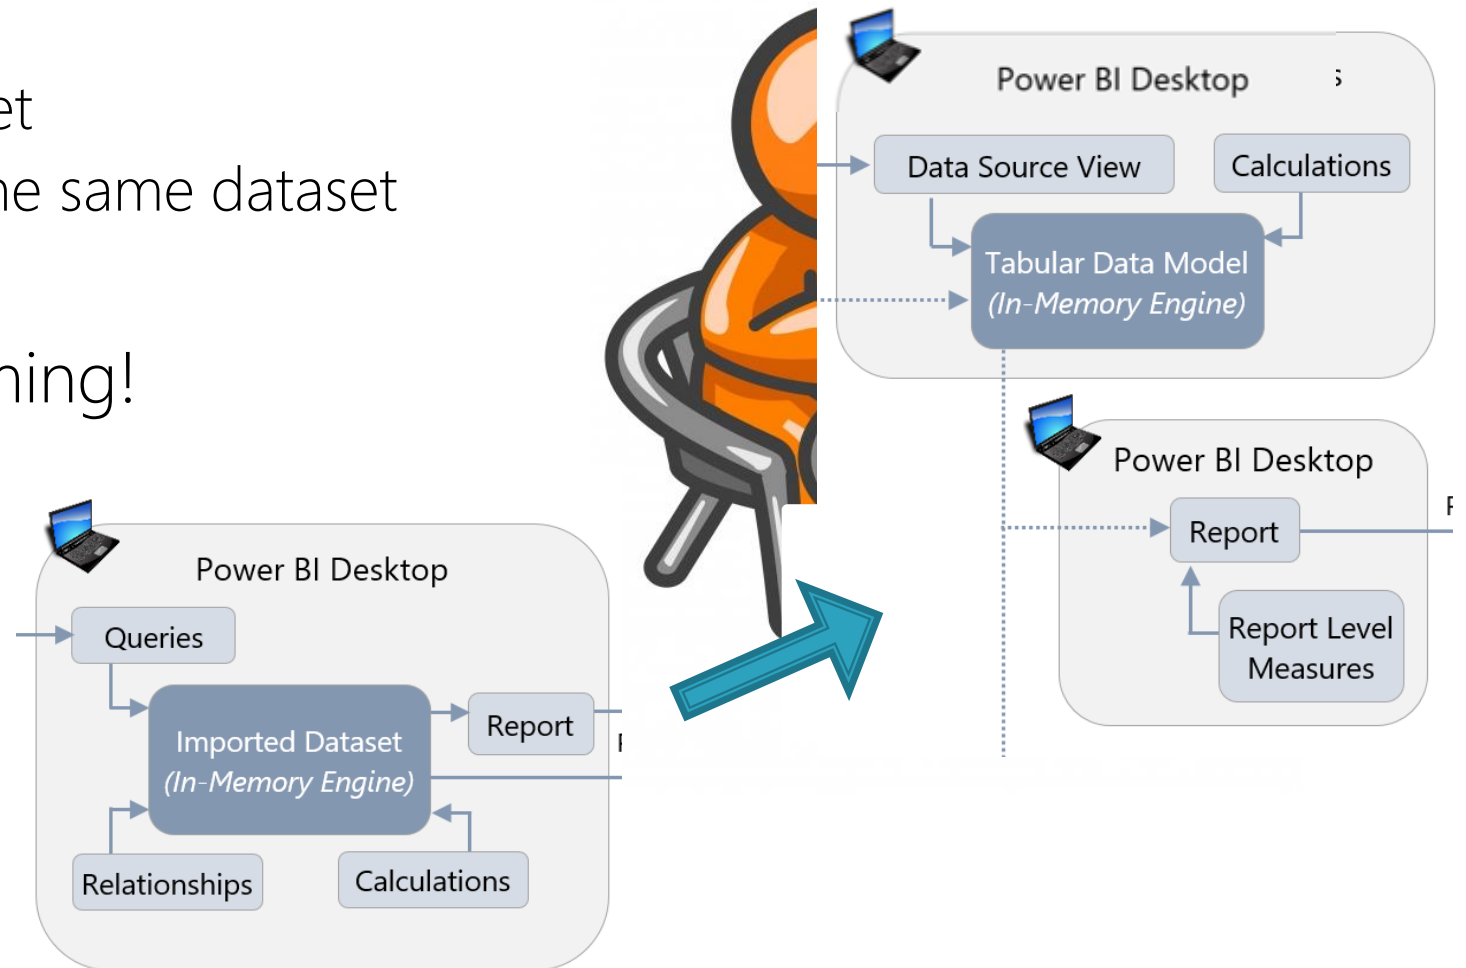 et
ne same dataset
ning!
Power BI Desktop
s
Data Source View
Calculations
Tabular Data Model
(In-Memory Engine)
Power BI Desktop
Report
Report Level
Measures
Power BI Desktop
Queries
Imported Dataset
(In-Memory Engine)
Report
Relationships
Calculations